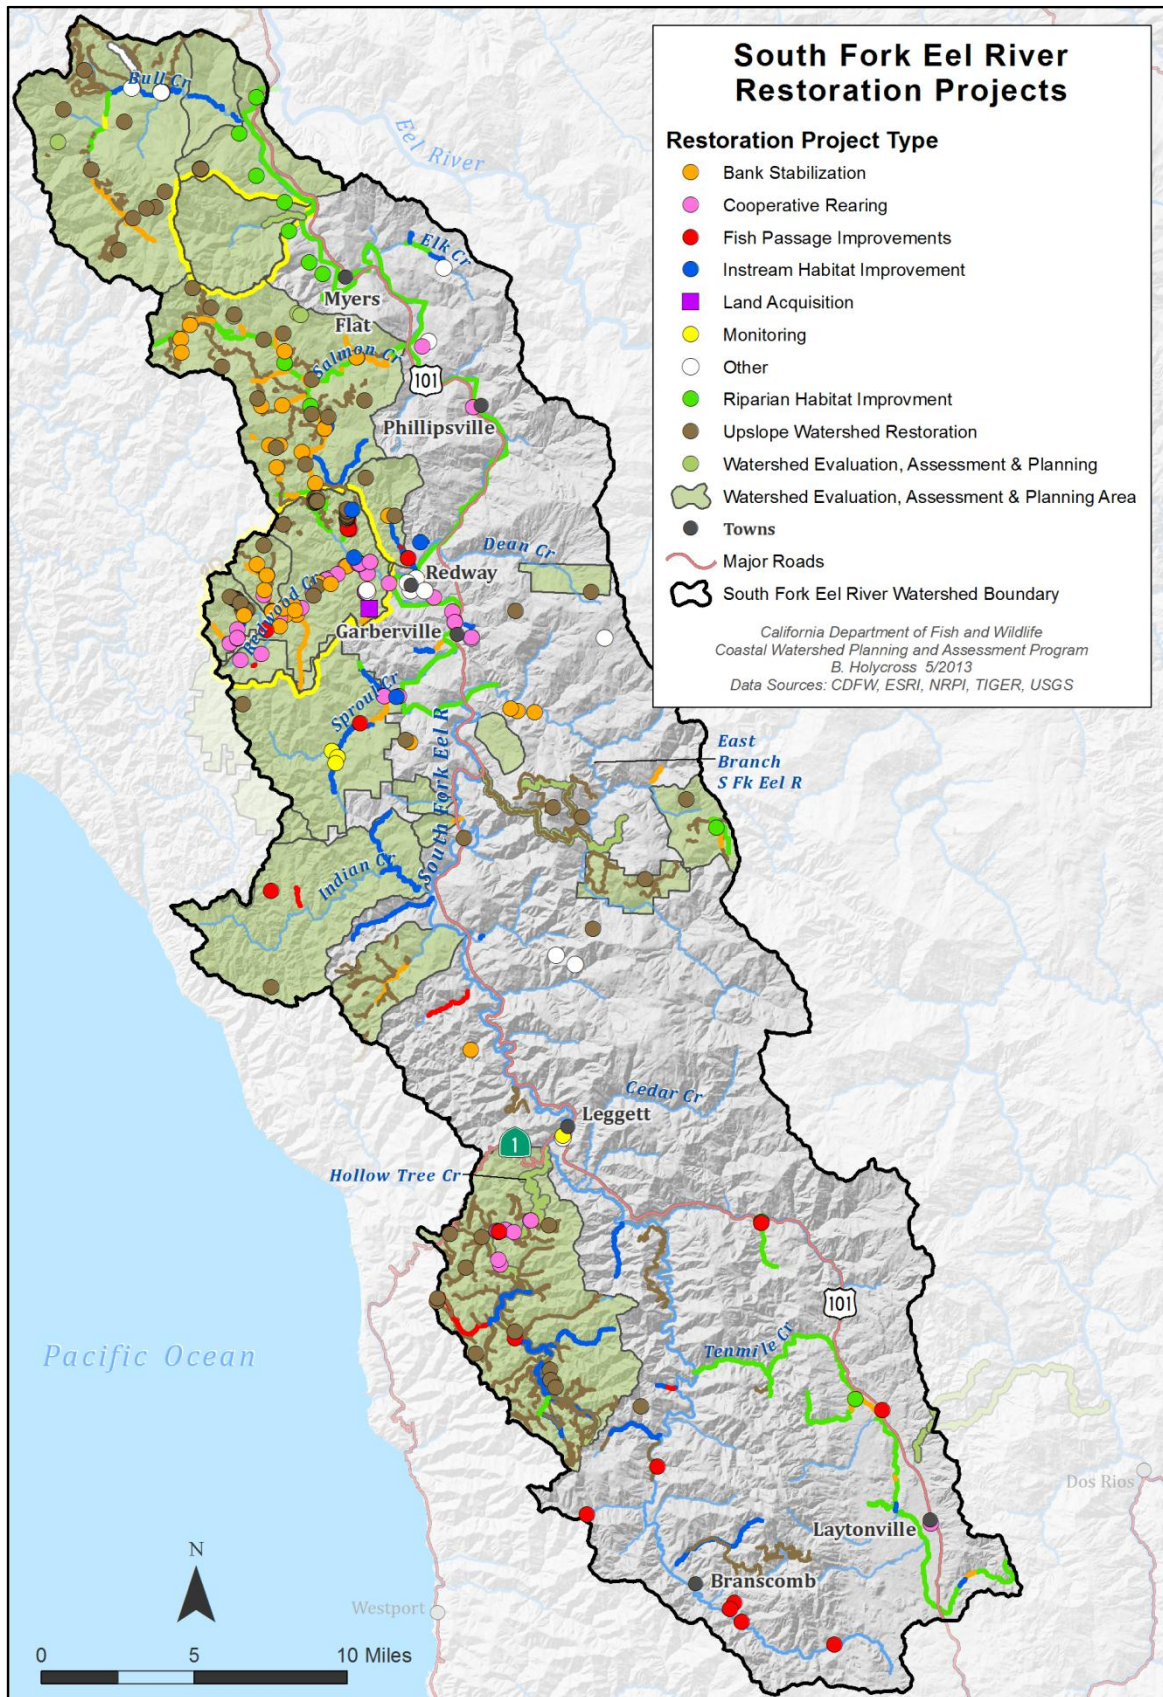 South Fork Eel River
Restoration Projects
Restoration Project Type
Bank Stabilization
Cooperative Rearing
Fish Passage Improvements
Instream Habitat Improvement
Land Acquisition
Monitoring
Other
Riparian Habitat Improvment
Upslope Watershed Restoration
Watershed Evaluation, Assessment & Planning
Watershed Evaluation, Assessment & Planning Area
Towns
Major Roads
South Fork Eel River Watershed Boundary
California Department of Fish and Wildlife
Coastal Watershed Planning and Assessment Program
B. Holycross 5/2013
Data Sources: CDFW, ESRI, NRPI, TIGER, USGS
Bull Cr
Eel River
Elk Cr
Myers
Flat
Salmon Cr
101
Phillipsville
Dean Cr
Redway
Redwood Cr
Garberville
Sproul Cr
South Fork Eel R
East
Branch
S Fk Eel R
Indian Cr
Cedar Cr
Leggett
1
Hollow Tree Cr
101
Pacific Ocean
Tenmile Cr
Dos Rios
Laytonville
Branscomb
N
Westport
0 5 10 Miles